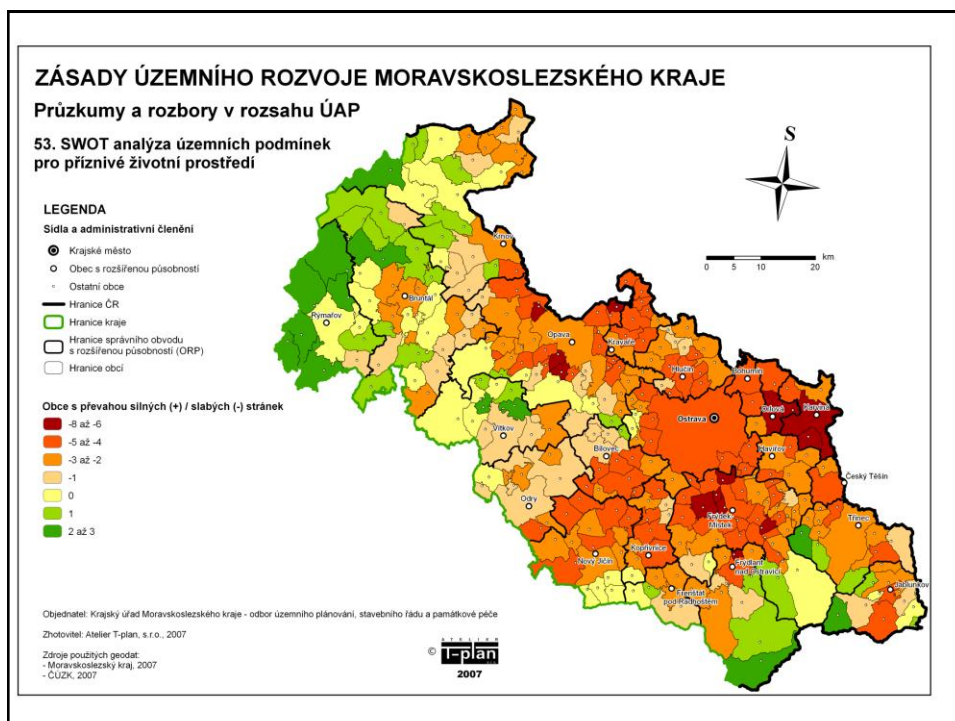 ZÁSADY ÚZEMNÍHO ROZVOJE MORAVSKOSLEZSKÉHO KRAJE
Průzkumy a rozbory v rozsahu ÚAP
53. SWOT analýza územních podmínek
pro příznivé životní prostředí
S
LEGENDA
Sídla a administrativní členění
Krajské město
Obec s rozšířenou působností
Ostatní obce
Hranice ČR
Hranice kraje
Hranice správního obvodu
s rozšířenou působností (ORP)
Hranice obcí
0 5 10 20 km
Obce s převahou silných (+) / slabých (-) stránek
-8 až -6
-5 až -4
-3 až -2
-1
0
1
2 až 3
Krnov
Bruntál
Rýmařov
Opava
Kravaře
Hlučín
Bohumín
Ostrava
Orlová
Karviná
Vítkov
Bílovec
Havířov
Český Těšín
Odry
Frýdek-
Místek
Třinec
Nový Jičín
Kopřivnice
Frýdlant
nad Ostravicí
Frenštát
pod Radhoštěm
Jablunkov
Objednatel: Krajský úřad Moravskoslezského kraje - odbor územního plánování, stavebního řádu a památkové péče
Zhotovitel: Atelier T-plan, s.r.o., 2007
Zdroje použitých geodat:
- Moravskoslezský kraj, 2007
- ČÚZK, 2007
© ATELIER
T-plan
2007